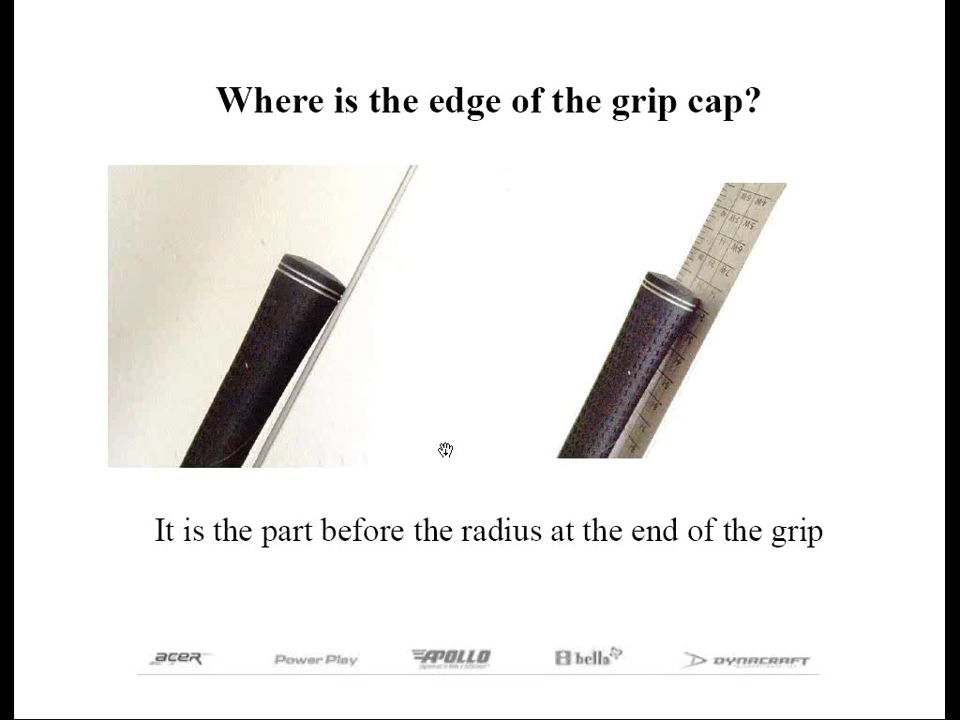 Where is the edge of the grip cap?
It is the part before the radius at the end of the grip
acer
Power Play
APOLLO
bella
DYNACRAFT